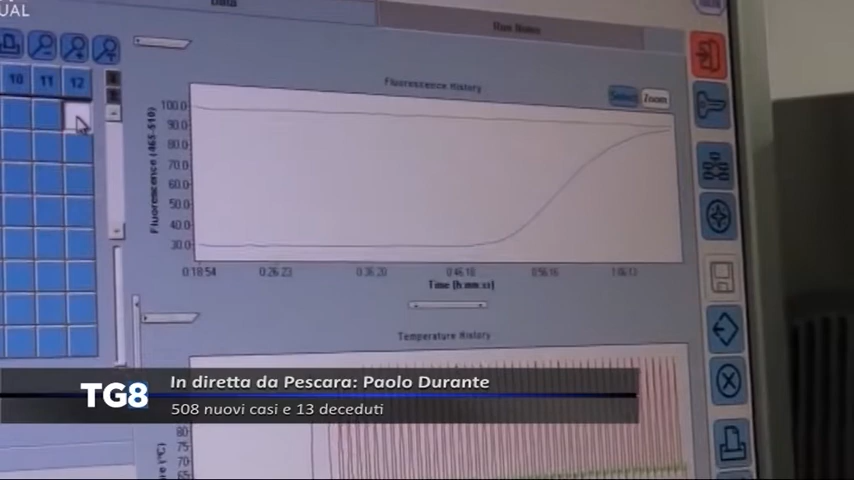 UAL
Data
Run Notes
10 11 12
Fluorescence History
Select Zoom
Fluorescence (465-510)
100.0
90.0
80.0
70.0
60.0
50.0
40.0
30.0
0:18:54 0:26:23 0:36:20 0:46:18 0:56:16 1:06:13
Time (h:mm:ss)
Temperature History
TG8
In diretta da Pescara: Paolo Durante
508 nuovi casi e 13 deceduti
80
75
70
65